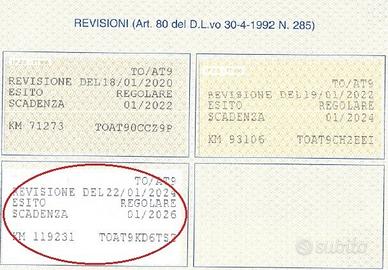 REVISIONI (Art. 80 del D.L.vo 30-4-1992 N. 285)
TO/AT9
REVISIONE DEL 18/01/2020
ESITO REGOLARE
SCADENZA 01/2022
KM 71273 TOAT90CCZ9P
TO/AT9
REVISIONE DEL 19/01/2022
ESITO REGOLARE
SCADENZA 01/2024
KM 93106 TOAT9CH2EEI
TO/AT9
REVISIONE DEL 22/01/2024
ESITO REGOLARE
SCADENZA 01/2026
KM 119231
subito